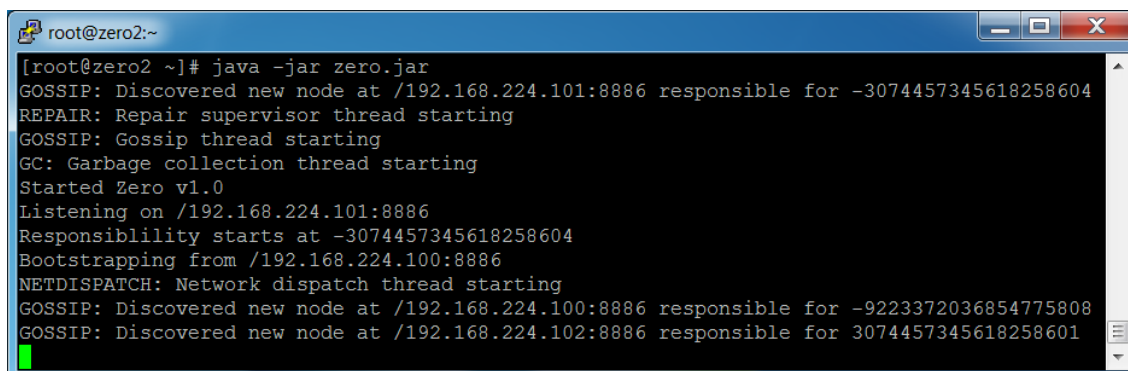 root@zero2:~
[root@zero2 ~]# java -jar zero.jar
GOSSIP: Discovered new node at /192.168.224.101:8886 responsible for -3074457345618258604
REPAIR: Repair supervisor thread starting
GOSSIP: Gossip thread starting
GC: Garbage collection thread starting
Started Zero v1.0
Listening on /192.168.224.101:8886
Responsiblility starts at -3074457345618258604
Bootstrapping from /192.168.224.100:8886
NETDISPATCH: Network dispatch thread starting
GOSSIP: Discovered new node at /192.168.224.100:8886 responsible for -9223372036854775808
GOSSIP: Discovered new node at /192.168.224.102:8886 responsible for 3074457345618258601